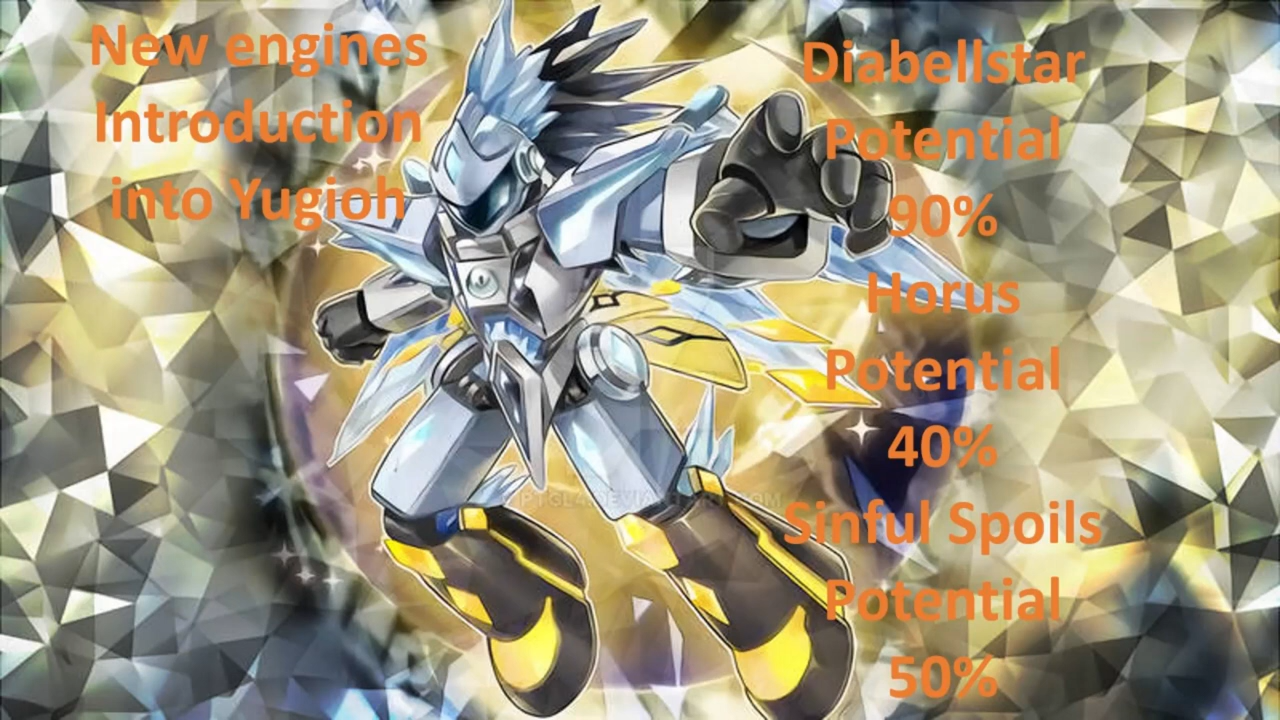 New engines
Introduction
into Yugioh
Diabellstar
Potential
90%
Horus
Potential
40%
Sinful Spoils
Potential
50%